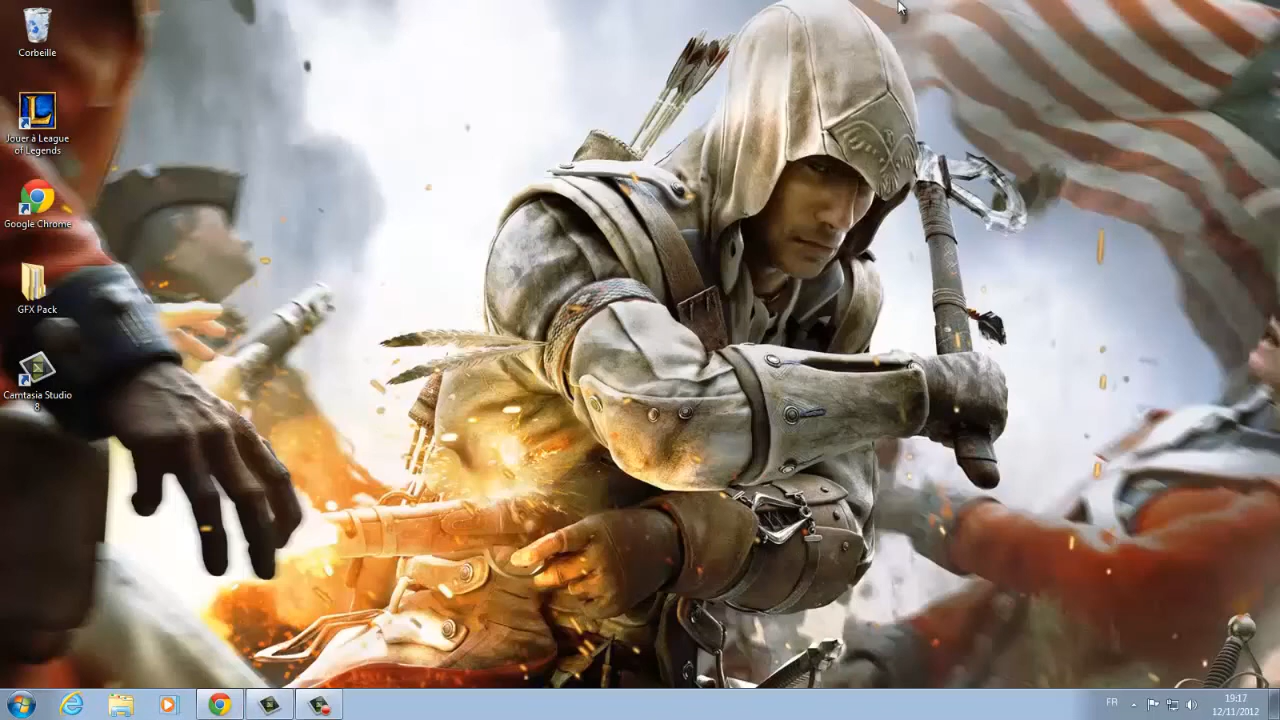 Corbeille
Jouer à League
of Legends
Google Chrome
GFX Pack
Camtasia Studio
8
FR
19:17
12/11/2012